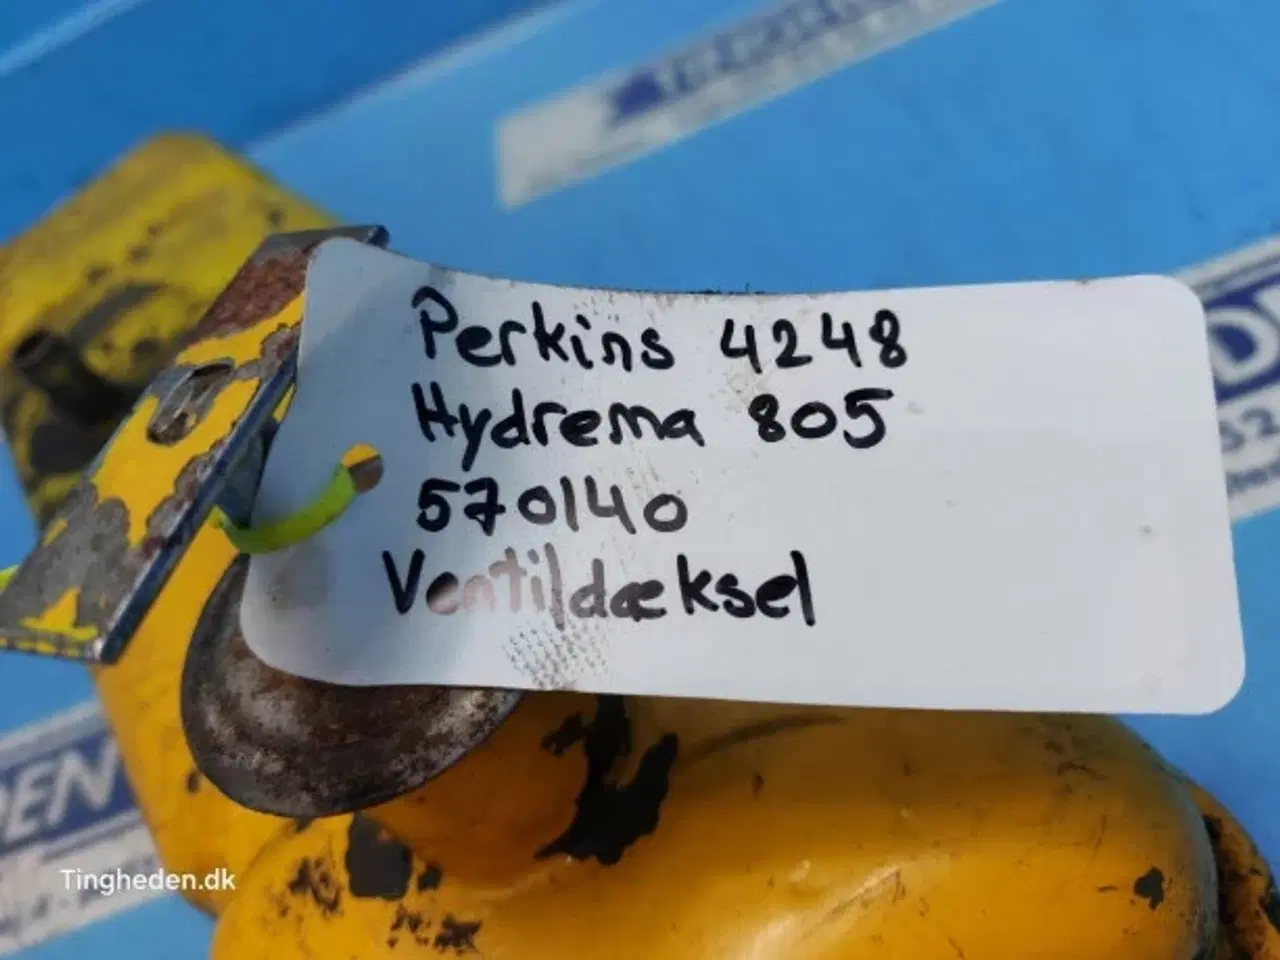 Perkins 4248
Hydrema 805
570140
Ventildæksel
Tingheden.dk